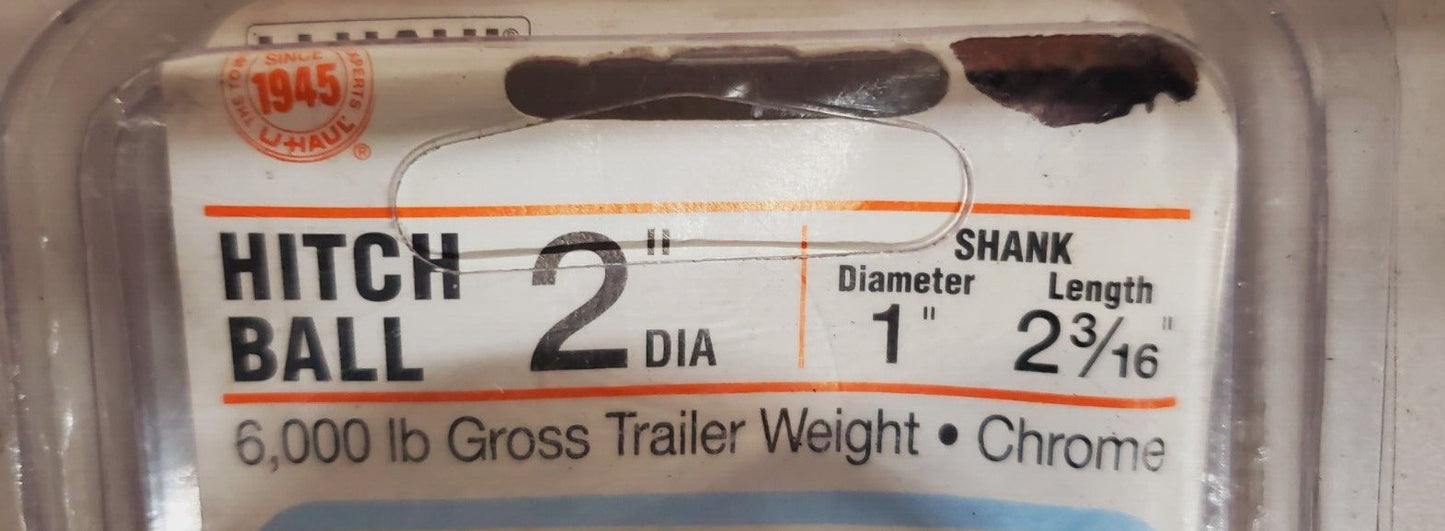 U-HAUL®
SINCE
1945
U-HAUL®
HITCH
BALL
2" DIA
SHANK
Diameter Length
1" 2 3/16"
6,000 lb Gross Trailer Weight • Chrome